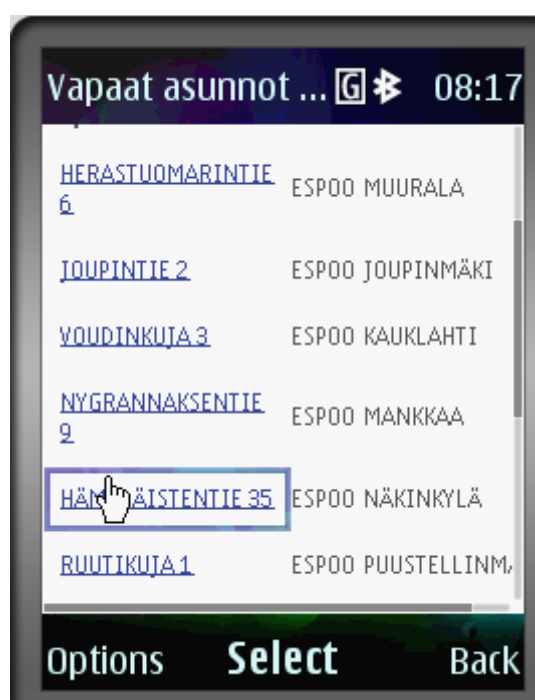 Vapaat asunnot ... G 08:17
HERASTUOMARINTIE
6
ESPOO MUURALA
JOUPINTIE 2 ESPOO JOUPINMÄKI
VOUDINKUJA 3 ESPOO KAUKLAHTI
NYGRANNAKSENTIE
9
ESPOO MANKKAA
35 ESPOO NÄKINKYLÄ
RUUTIKUJA 1 ESPOO
Options Select Back